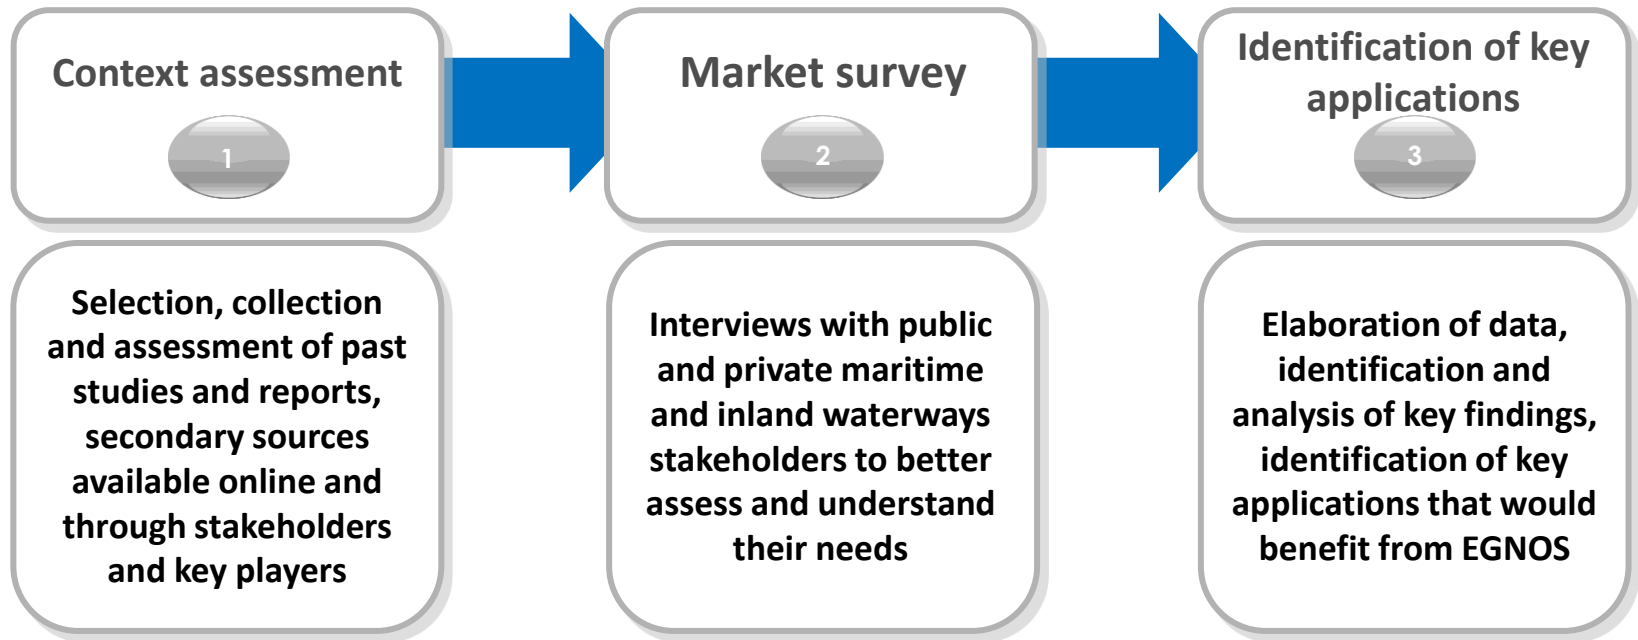 Context assessment
1
Market survey
2
Identification of key
applications
3
Selection, collection
and assessment of past
studies and reports,
secondary sources
available online and
through stakeholders
and key players
Interviews with public
and private maritime
and inland waterways
stakeholders to better
assess and understand
their needs
Elaboration of data,
identification and
analysis of key findings,
identification of key
applications that would
benefit from EGNOS